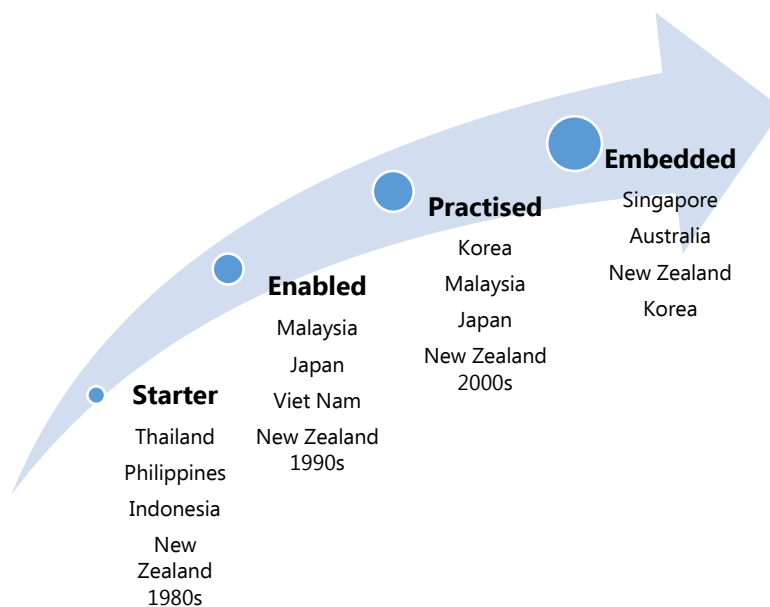 Starter
Thailand
Philippines
Indonesia
New
Zealand
1980s
Enabled
Malaysia
Japan
Viet Nam
New Zealand
1990s
Practised
Korea
Malaysia
Japan
New Zealand
2000s
Embedded
Singapore
Australia
New Zealand
Korea